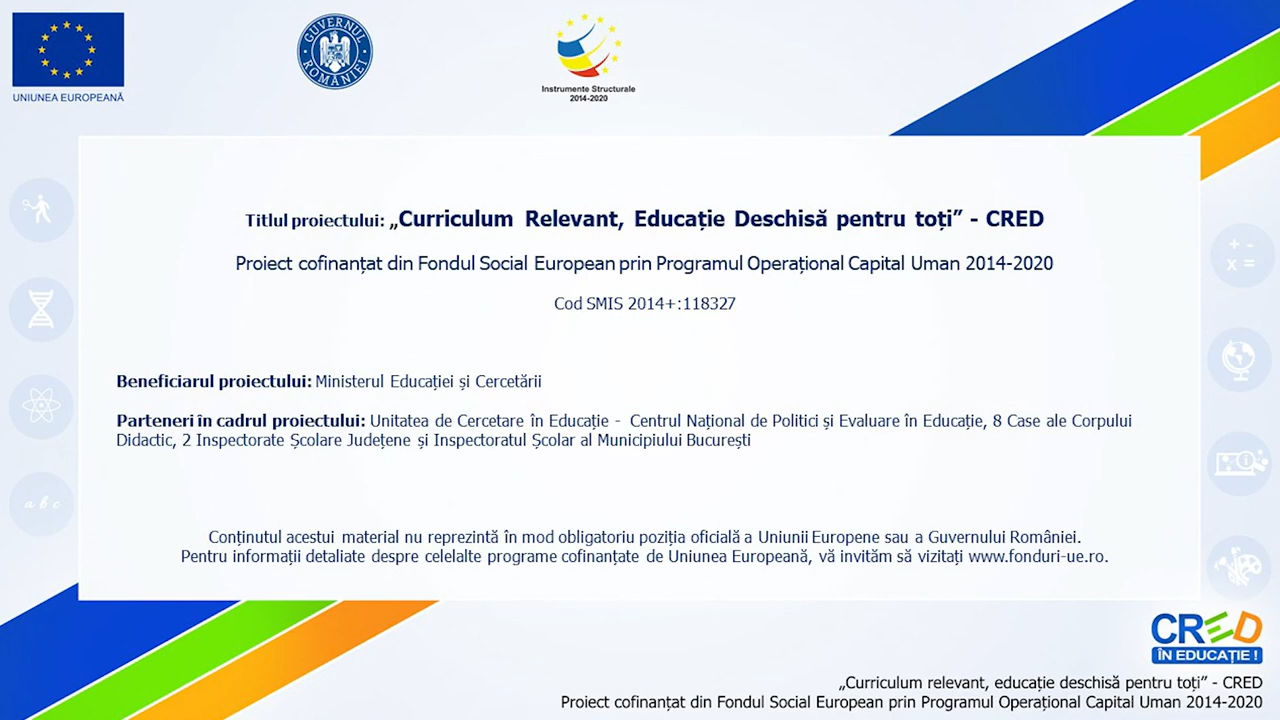 UNIUNEA EUROPEANĂ
GUVERNUL ROMÂNIEI
Instrumente Structurale
2014-2020
Titlul proiectului: „Curriculum Relevant, Educație Deschisă pentru toți” - CRED
Proiect cofinanțat din Fondul Social European prin Programul Operațional Capital Uman 2014-2020
Cod SMIS 2014+:118327
Beneficiarul proiectului: Ministerul Educației și Cercetării
Parteneri în cadrul proiectului: Unitatea de Cercetare în Educație - Centrul Național de Politici și Evaluare în Educație, 8 Case ale Corpului
Didactic, 2 Inspectorate Școlare Județene și Inspectoratul Școlar al Municipiului București
Conținutul acestui material nu reprezintă în mod obligatoriu poziția oficială a Uniunii Europene sau a Guvernului României.
Pentru informații detaliate despre celelalte programe cofinanțate de Uniunea Europeană, vă invităm să vizitați www.fonduri-ue.ro.
a b c
+ -
x =
CRED
ÎN EDUCAȚIE !
„Curriculum relevant, educație deschisă pentru toți” - CRED
Proiect cofinanțat din Fondul Social European prin Programul Operațional Capital Uman 2014-2020